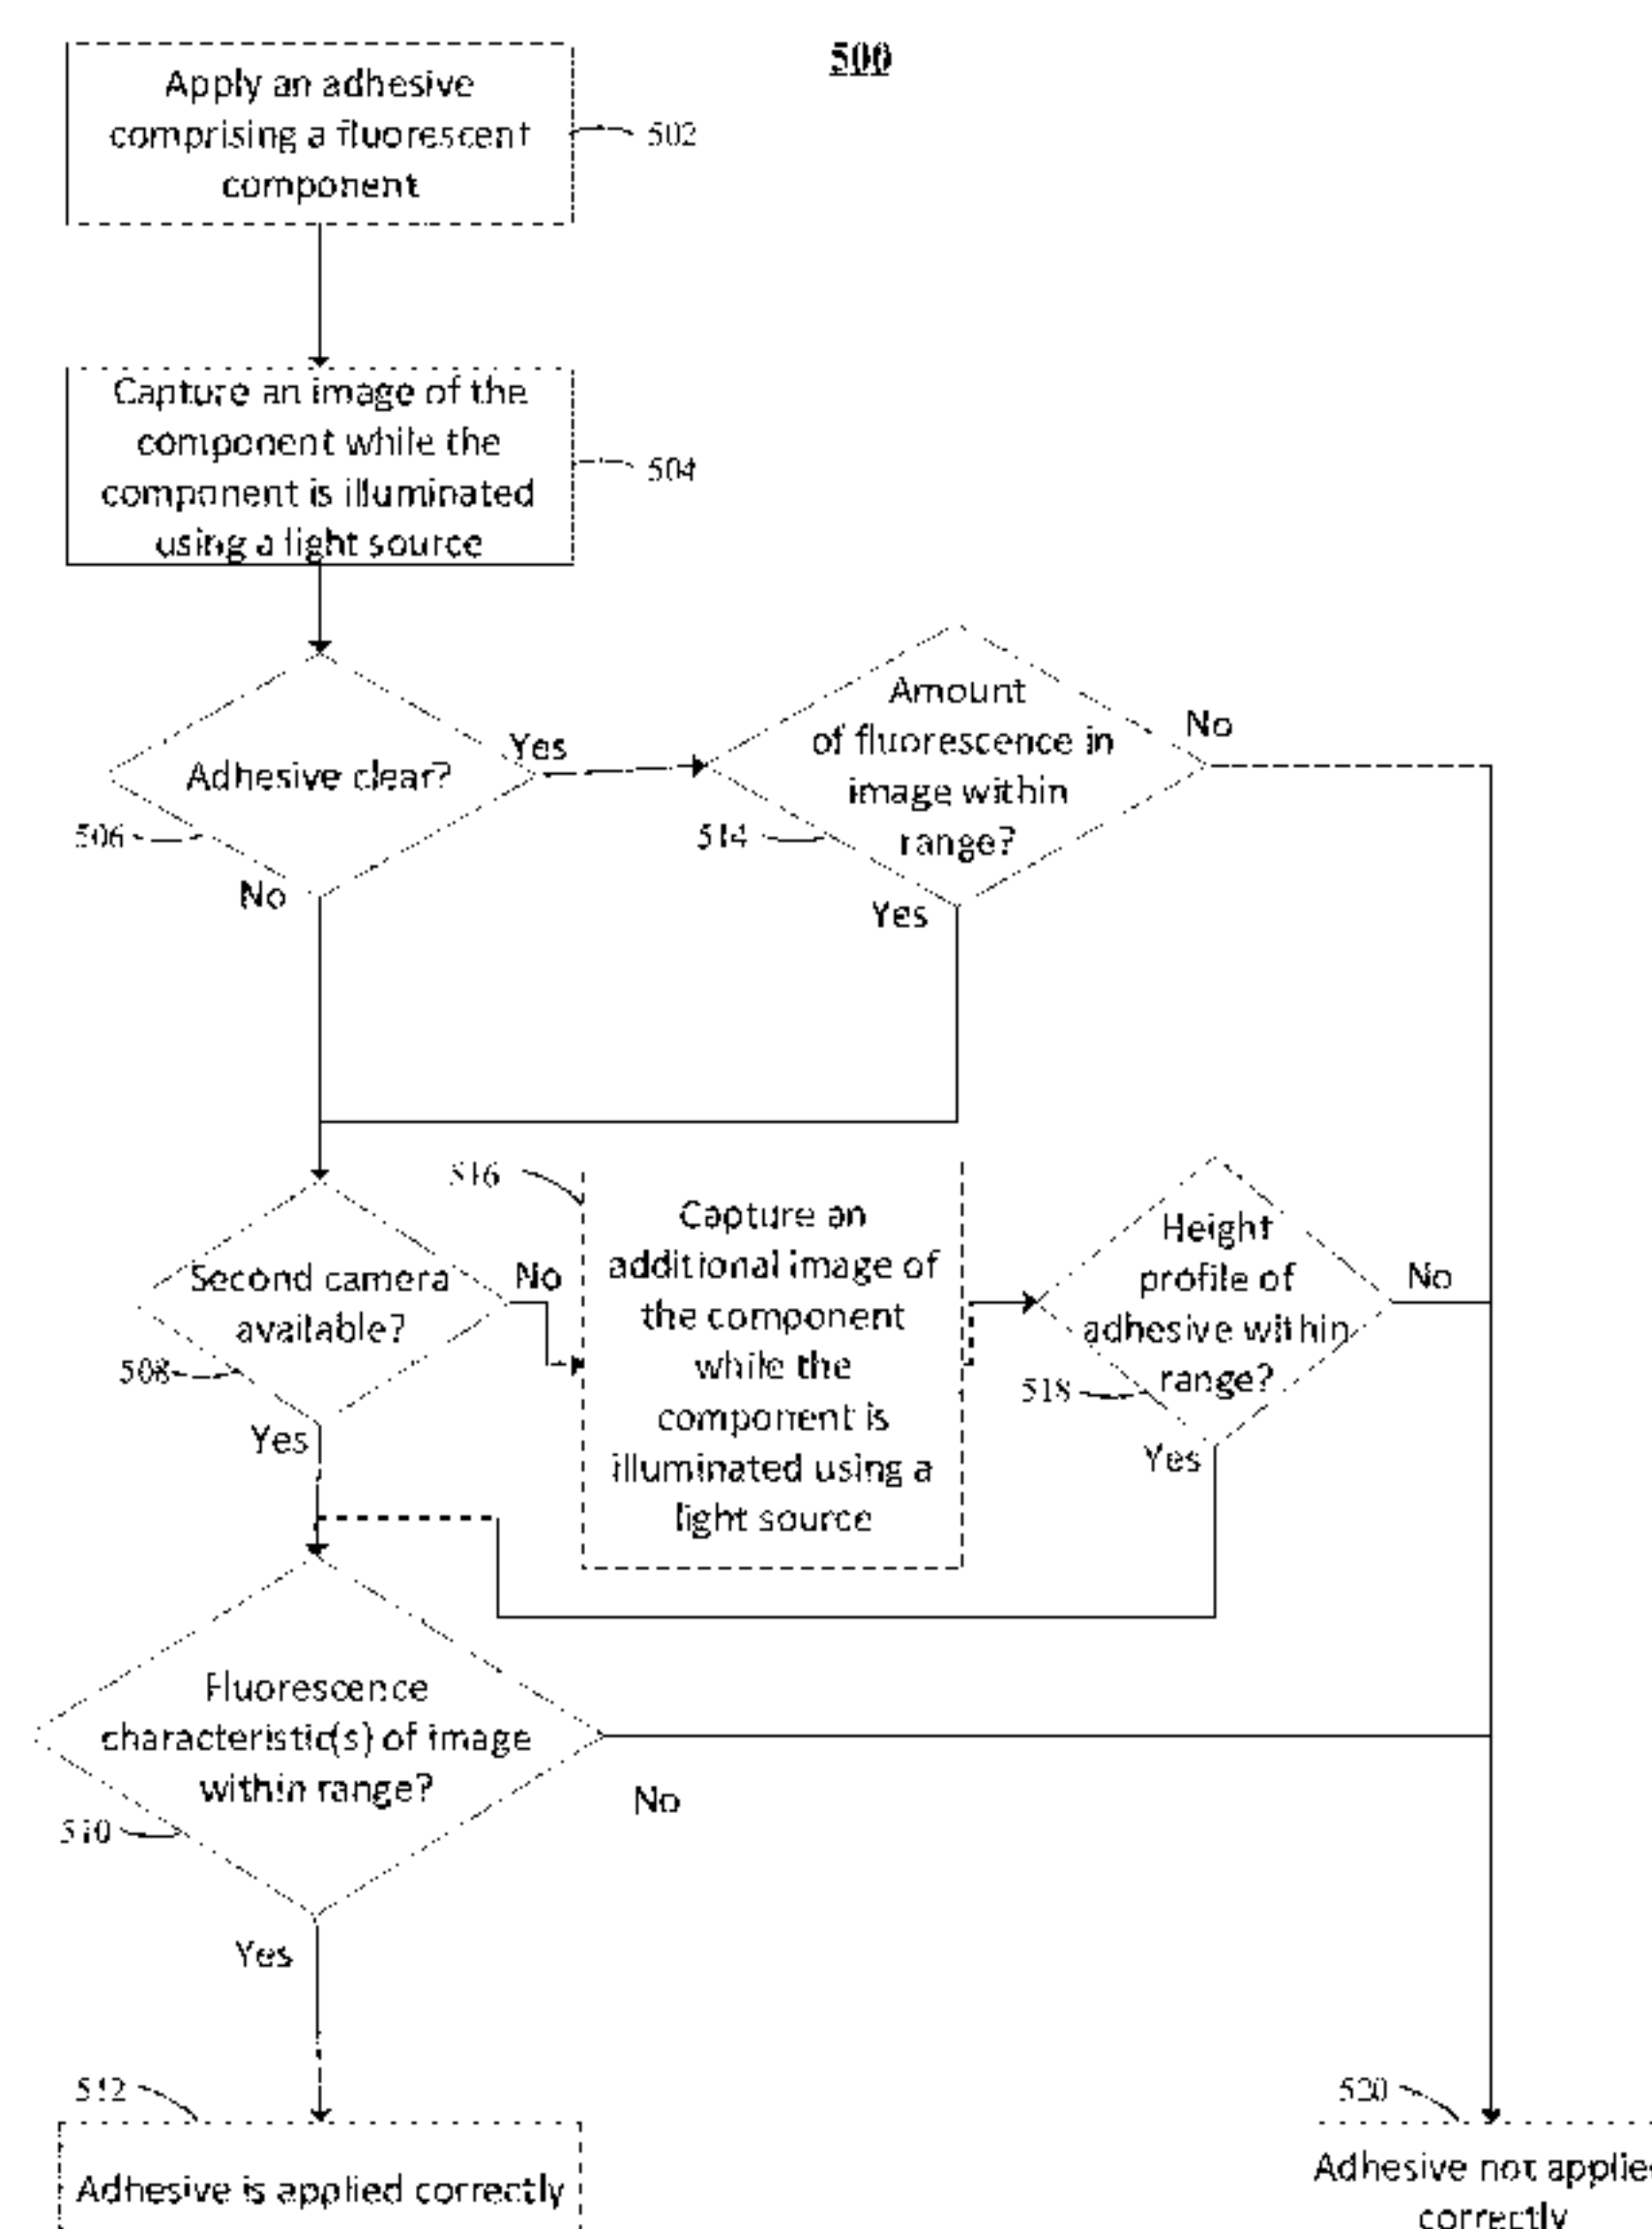 500
Apply an adhesive
comprising a fluorescent
component
502
Capture an image of the
component while the
component is illuminated
using a light source
504
Adhesive clear?
Yes
506
No
Amount
of fluorescence in
image within
range?
No
514
Yes
516
Second camera
available?
No
508
Yes
Capture an
additional image of
the component
while the
component is
illuminated using a
light source
Height
profile of
adhesive within
range?
No
518
Yes
Fluorescence
characteristic(s) of image
within range?
No
510
Yes
512
Adhesive is applied correctly
520
Adhesive not applie
correctly